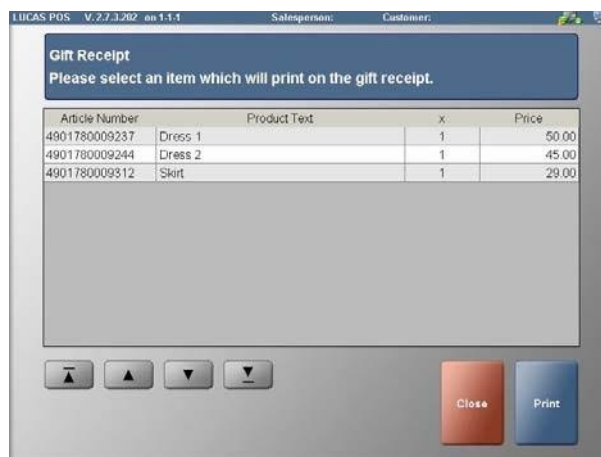 LUCAS POS V. 2.7.3.202 on 1-1-1 Salesperson: Customer:
Gift Receipt
Please select an item which will print on the gift receipt.
Article Number Product Text x Price
4901780009237 Dress 1 1 50.00
4901780009244 Dress 2 1 45.00
4901780009312 Skirt 1 29.00
Close Print